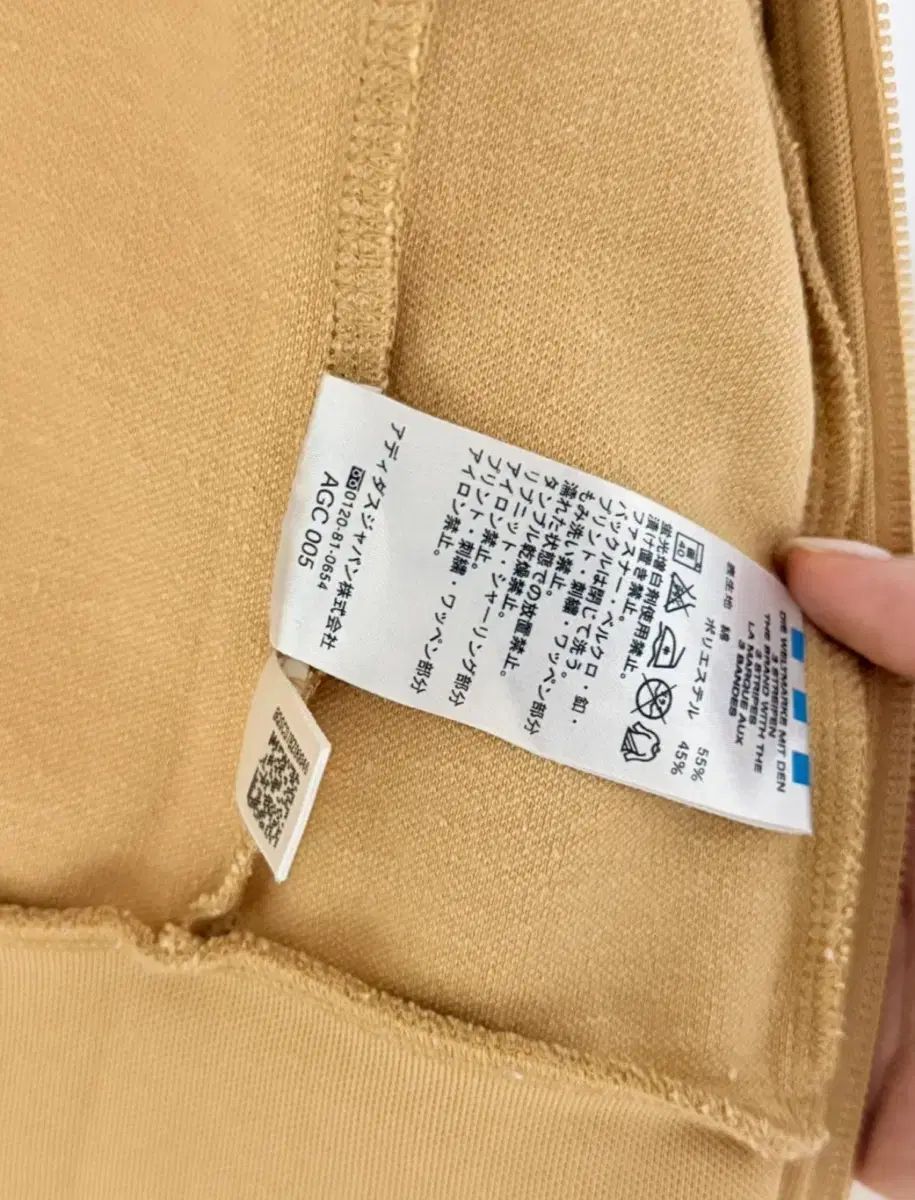 DIE WELTMARKE MIT DEN
3 STREIFEN
THE BRAND WITH THE
3 STRIPES
LA MARQUE AUX
3 BANDES
表生地 綿 55%
ポリエステル 45%
40
蛍光増白剤使用禁止。
漬け置き禁止。
ファスナー・ベルクロ・釦・
バックルは閉じて洗う。
プリント・刺繍・ワッペン部分
もみ洗い禁止。
濡れた状態での放置禁止。
タンブル乾燥禁止。
リブニット・シャーリング部分
アイロン禁止。
プリント・刺繍・ワッペン部分
アイロン禁止。
アディダスジャパン株式会社
0120-81-0654
AGC 005